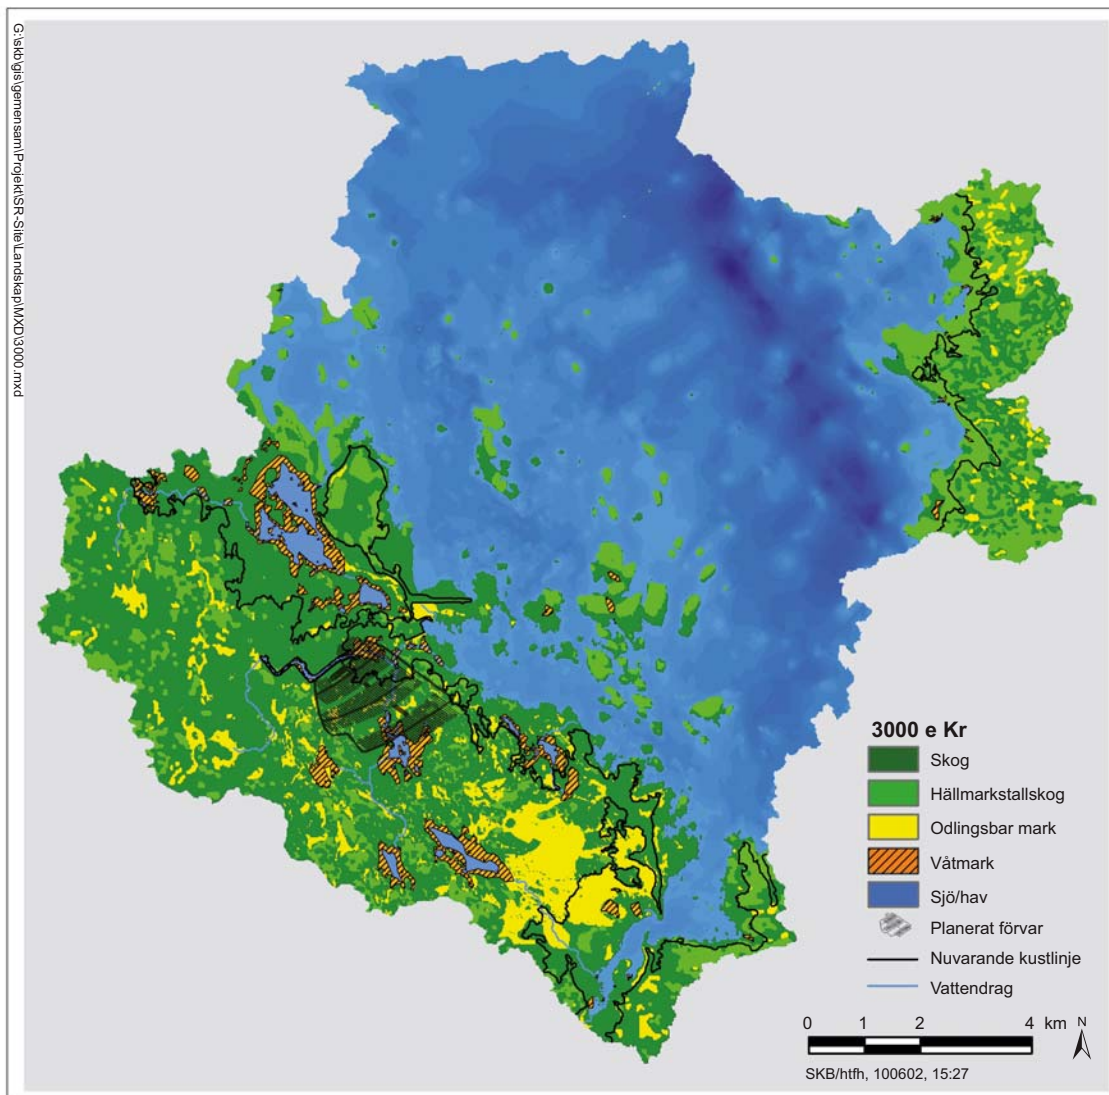 G:\skb\gis\gemensam\Projekt\SR-Site\Landskap\MXD\3000.mxd
3000 e Kr
Skog
Hällmarkstallskog
Odlingsbar mark
Våtmark
Sjö/hav
Planerat förvar
Nuvarande kustlinje
Vattendrag
0 1 2 4 km N
SKB/htfh, 100602, 15:27